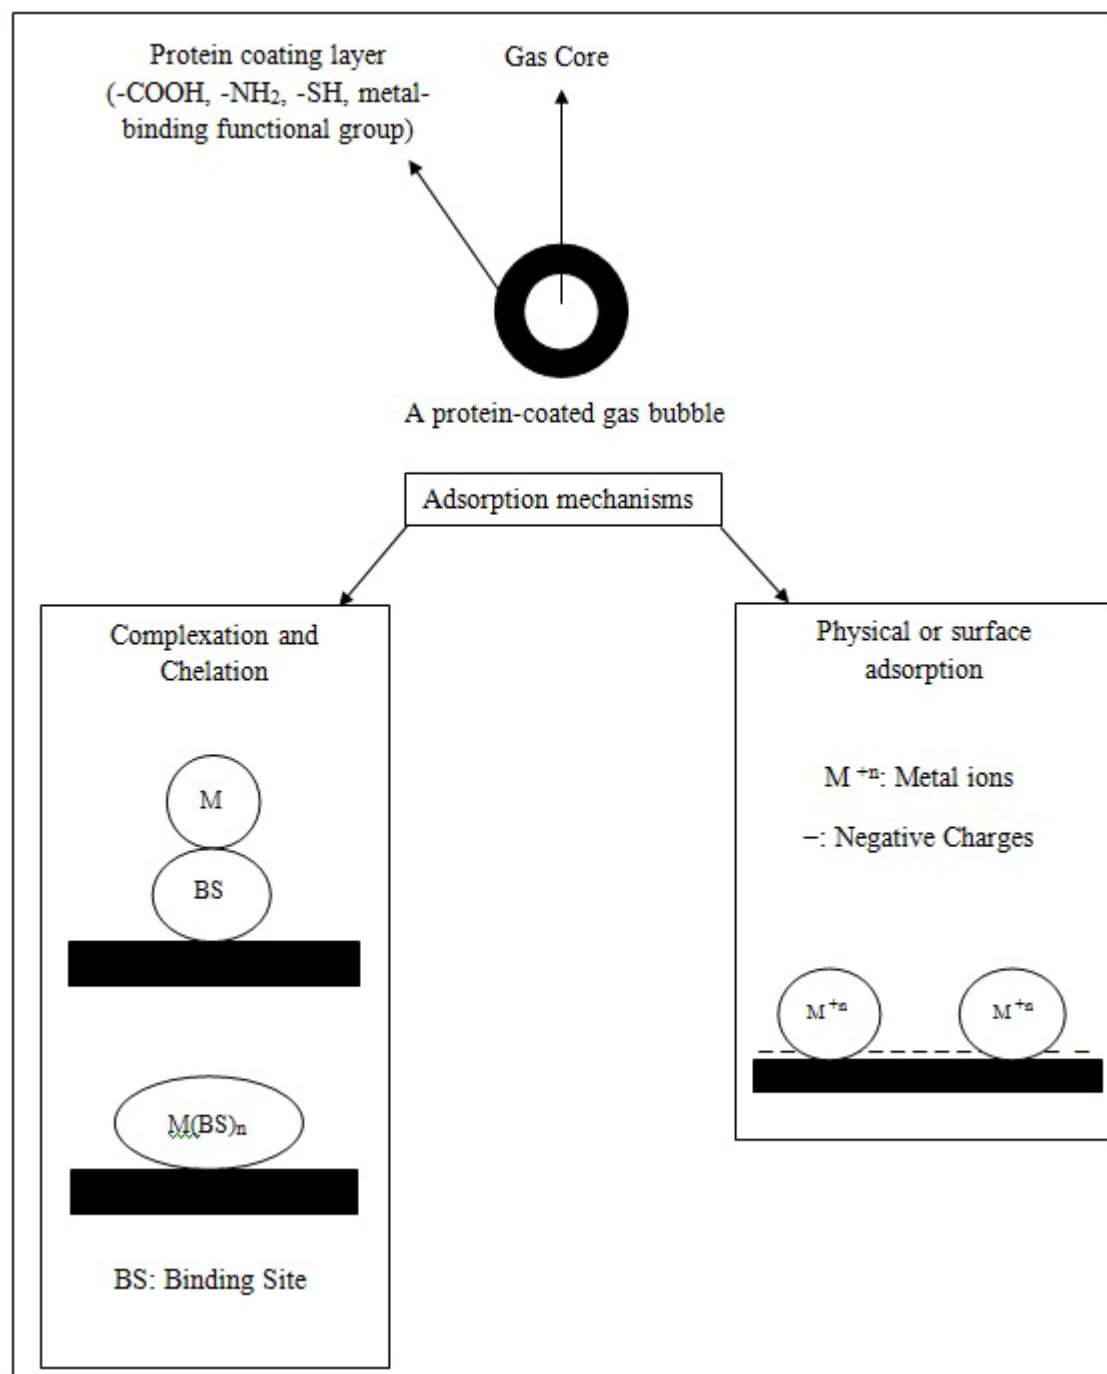 Protein coating layer
(-COOH, -NH₂, -SH, metal-
binding functional group)
Gas Core
A protein-coated gas bubble
Adsorption mechanisms
Complexation and
Chelation
M
BS
M(BS)ₙ
BS: Binding Site
Physical or surface
adsorption
M ⁺ⁿ: Metal ions
–: Negative Charges
M⁺ⁿ
M⁺ⁿ